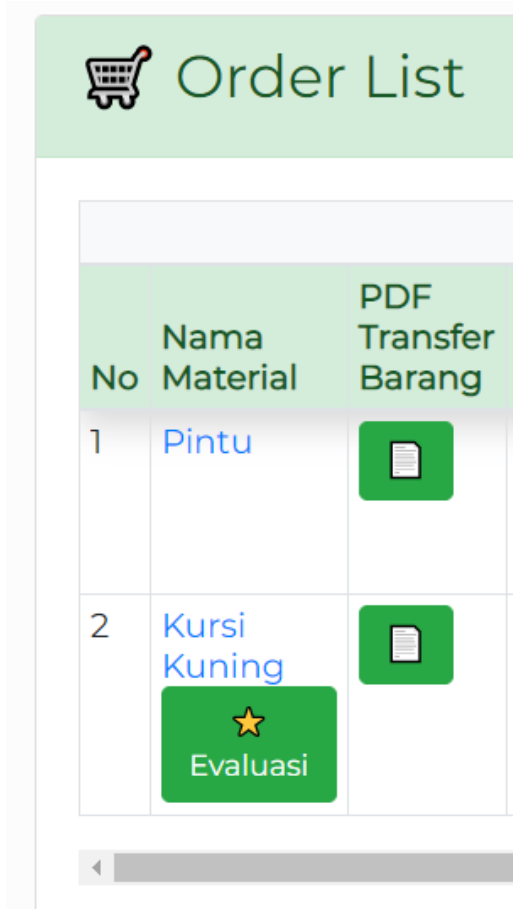 Order List
No
Nama
Material
PDF
Transfer
Barang
1
Pintu
2
Kursi
Kuning
Evaluasi